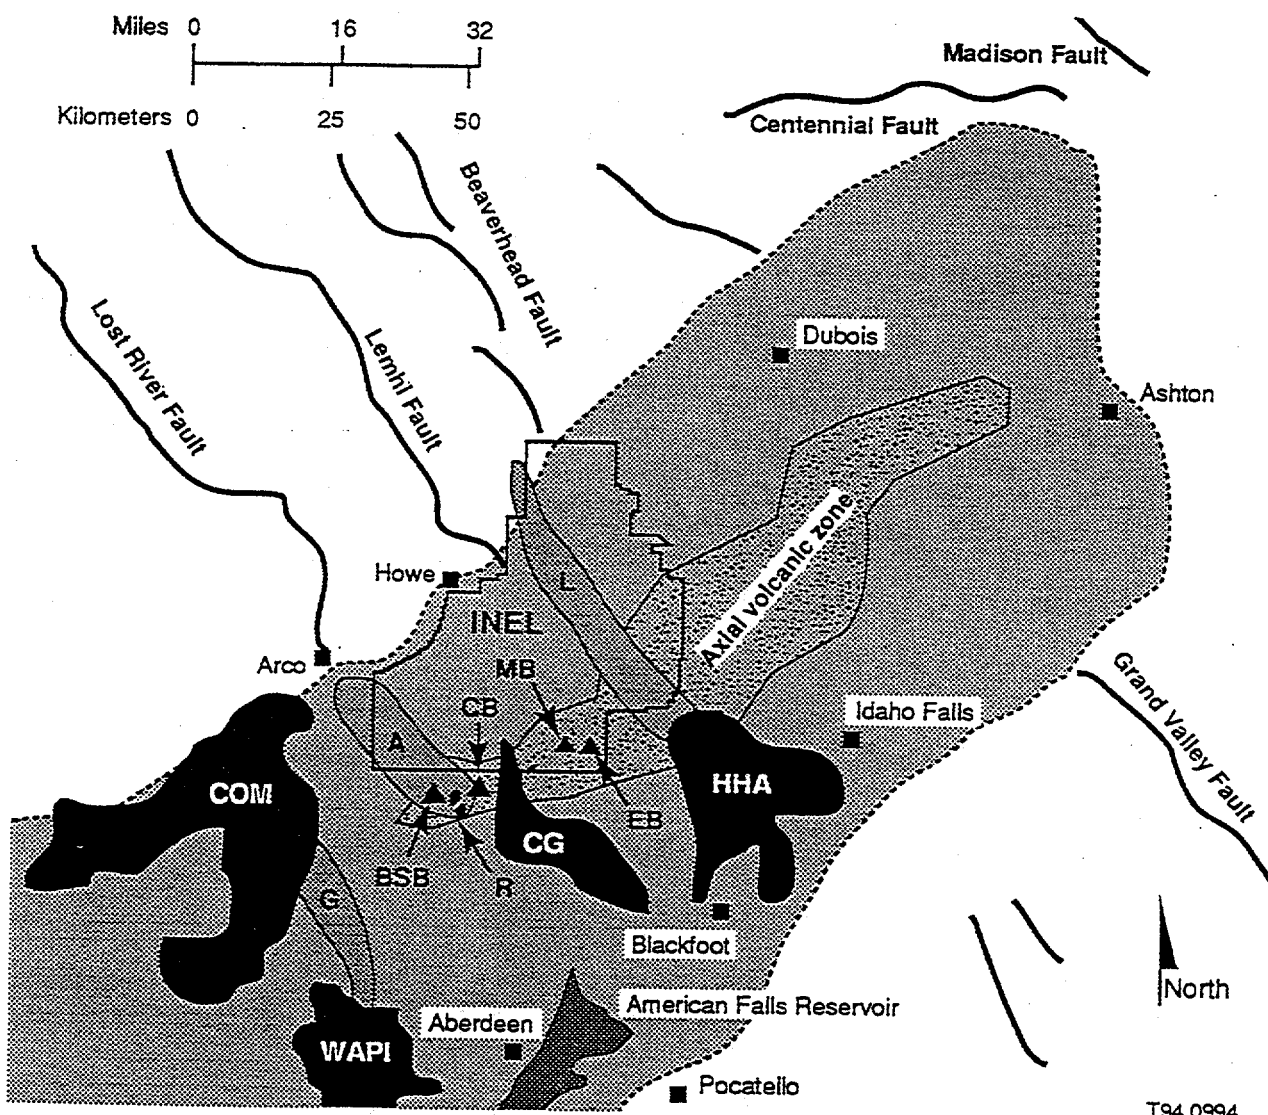 Miles 0 16 32
Kilometers 0 25 50
Madison Fault
Centennial Fault
Beaverhead Fault
Lost River Fault
Lemhi Fault
Dubois
Ashton
Axial volcanic zone
Howe
L
INEL
Arco
MB
CB
A
Idaho Falls
Grand Valley Fault
COM
HHA
EB
CG
BSB
R
G
Blackfoot
North
American Falls Reservoir
Aberdeen
WAPI
Pocatello
T94 0994